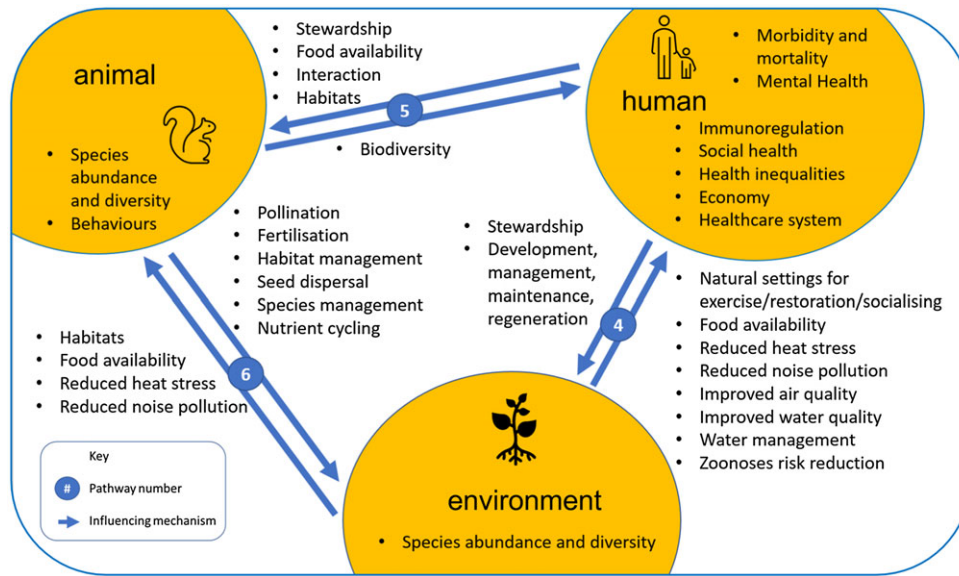 animal
• Species
abundance
and diversity
• Behaviours
• Stewardship
• Food availability
• Interaction
• Habitats
5
• Biodiversity
human
• Morbidity and
mortality
• Mental Health
• Immunoregulation
• Social health
• Health inequalities
• Economy
• Healthcare system
• Pollination
• Fertilisation
• Habitat management
• Seed dispersal
• Species management
• Nutrient cycling
• Stewardship
• Development,
management,
maintenance,
regeneration
4
• Natural settings for
exercise/restoration/socialising
• Food availability
• Reduced heat stress
• Reduced noise pollution
• Improved air quality
• Improved water quality
• Water management
• Zoonoses risk reduction
• Habitats
• Food availability
• Reduced heat stress
• Reduced noise pollution
6
environment
• Species abundance and diversity
Key
# Pathway number
Influencing mechanism